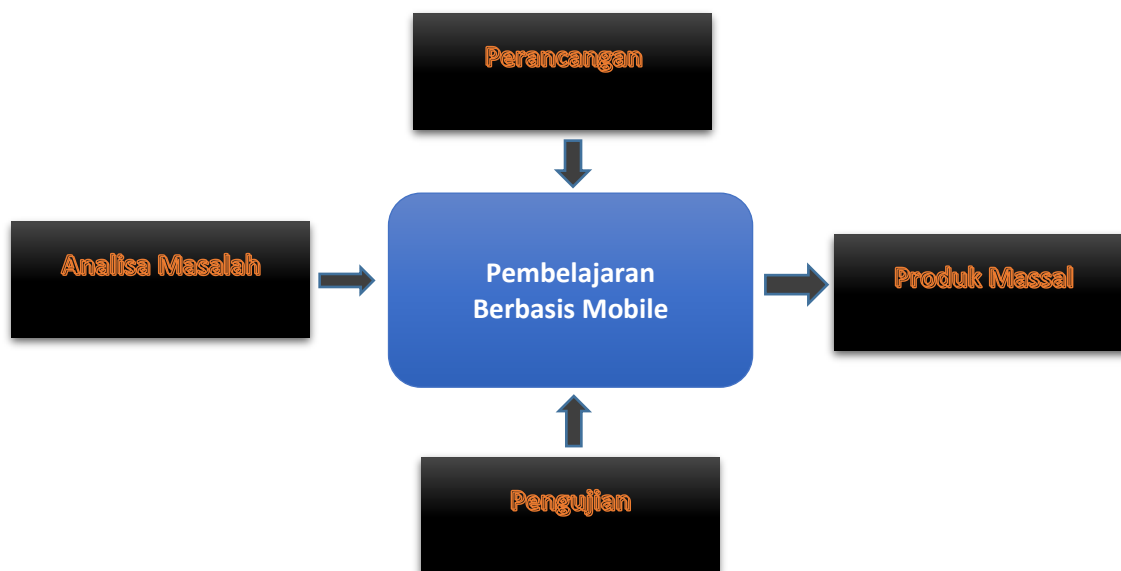 Perancangan
Analisa Masalah
Pembelajaran
Berbasis Mobile
Produk Massal
Pengujian